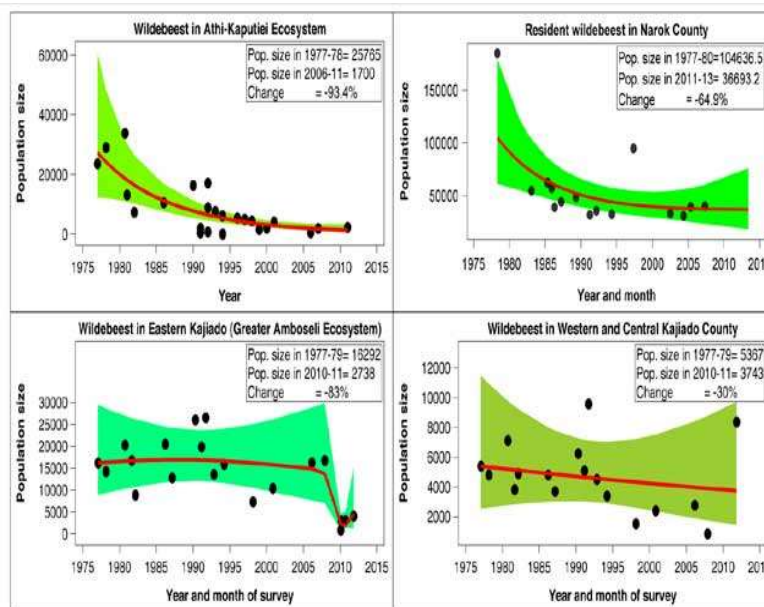 Wildebeest in Athi-Kaputiei Ecosystem
Pop. size in 1977-78= 25765
Pop. size in 2006-11= 1700
Change = -93.4%
Population size
60000
40000
20000
0
1975 1980 1985 1990 1995 2000 2005 2010 2015
Year
Resident wildebeest in Narok County
Pop. size in 1977-80=104636.5
Pop. size in 2011-13= 36693.2
Change = -64.9%
Population size
150000
100000
50000
1975 1980 1985 1990 1995 2000 2005 2010 2015
Year and month
Wildebeest in Eastern Kajiado (Greater Amboseli Ecosystem)
Pop. size in 1977-79= 16292
Pop. size in 2010-11= 2738
Change = -83%
Population size
30000
25000
20000
15000
10000
5000
0
1975 1980 1985 1990 1995 2000 2005 2010 2015
Year and month of survey
Wildebeest in Western and Central Kajiado County
Pop. size in 1977-79= 5367
Pop. size in 2010-11= 3743
Change = -30%
Population size
12000
10000
8000
6000
4000
2000
1975 1980 1985 1990 1995 2000 2005 2010 201
Year and month of survey